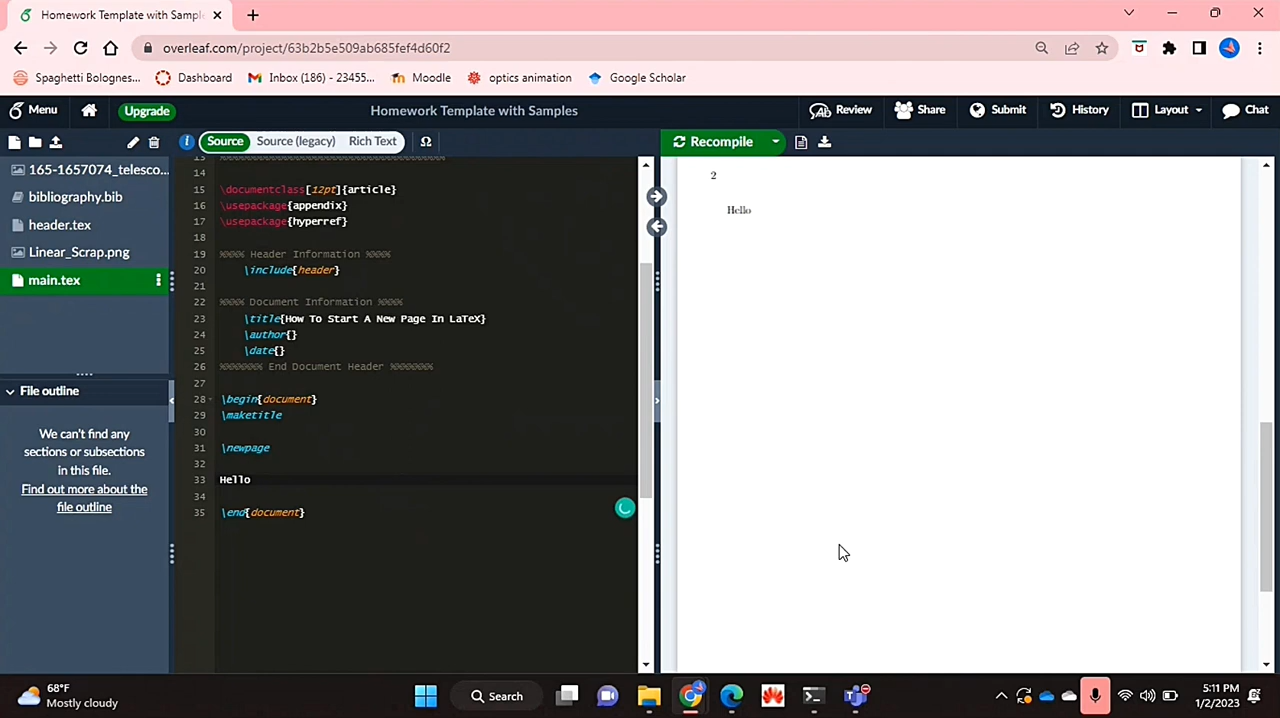 Homework Template with Sampl
overleaf.com/project/63b2b5e509ab685fef4d60f2
Spaghetti Bolognes... Dashboard Inbox (186) - 23455... Moodle optics animation Google Scholar
Menu Upgrade Homework Template with Samples Review Share Submit History Layout Chat
Source Source (legacy) Rich Text Ω Recompile
165-1657074_telesco...
bibliography.bib
header.tex
Linear_Scrap.png
main.tex
File outline
We can't find any
sections or subsections
in this file.
Find out more about the
file outline
13 %%%%%%%%%%%%%%%%%%%%%%%%%%%%%%%%%%%%%%%%%
14
15 \documentclass[12pt]{article}
16 \usepackage{appendix}
17 \usepackage{hyperref}
18
19 %%%% Header Information %%%%
20 \include{header}
21
22 %%%% Document Information %%%%
23 \title{How To Start A New Page In LaTeX}
24 \author{}
25 \date{}
26 %%%%%%% End Document Header %%%%%%%
27
28 \begin{document}
29 \maketitle
30
31 \newpage
32
33 Hello
34
35 \end{document}
2
Hello
68°F
Mostly cloudy
Search
5:11 PM
1/2/2023